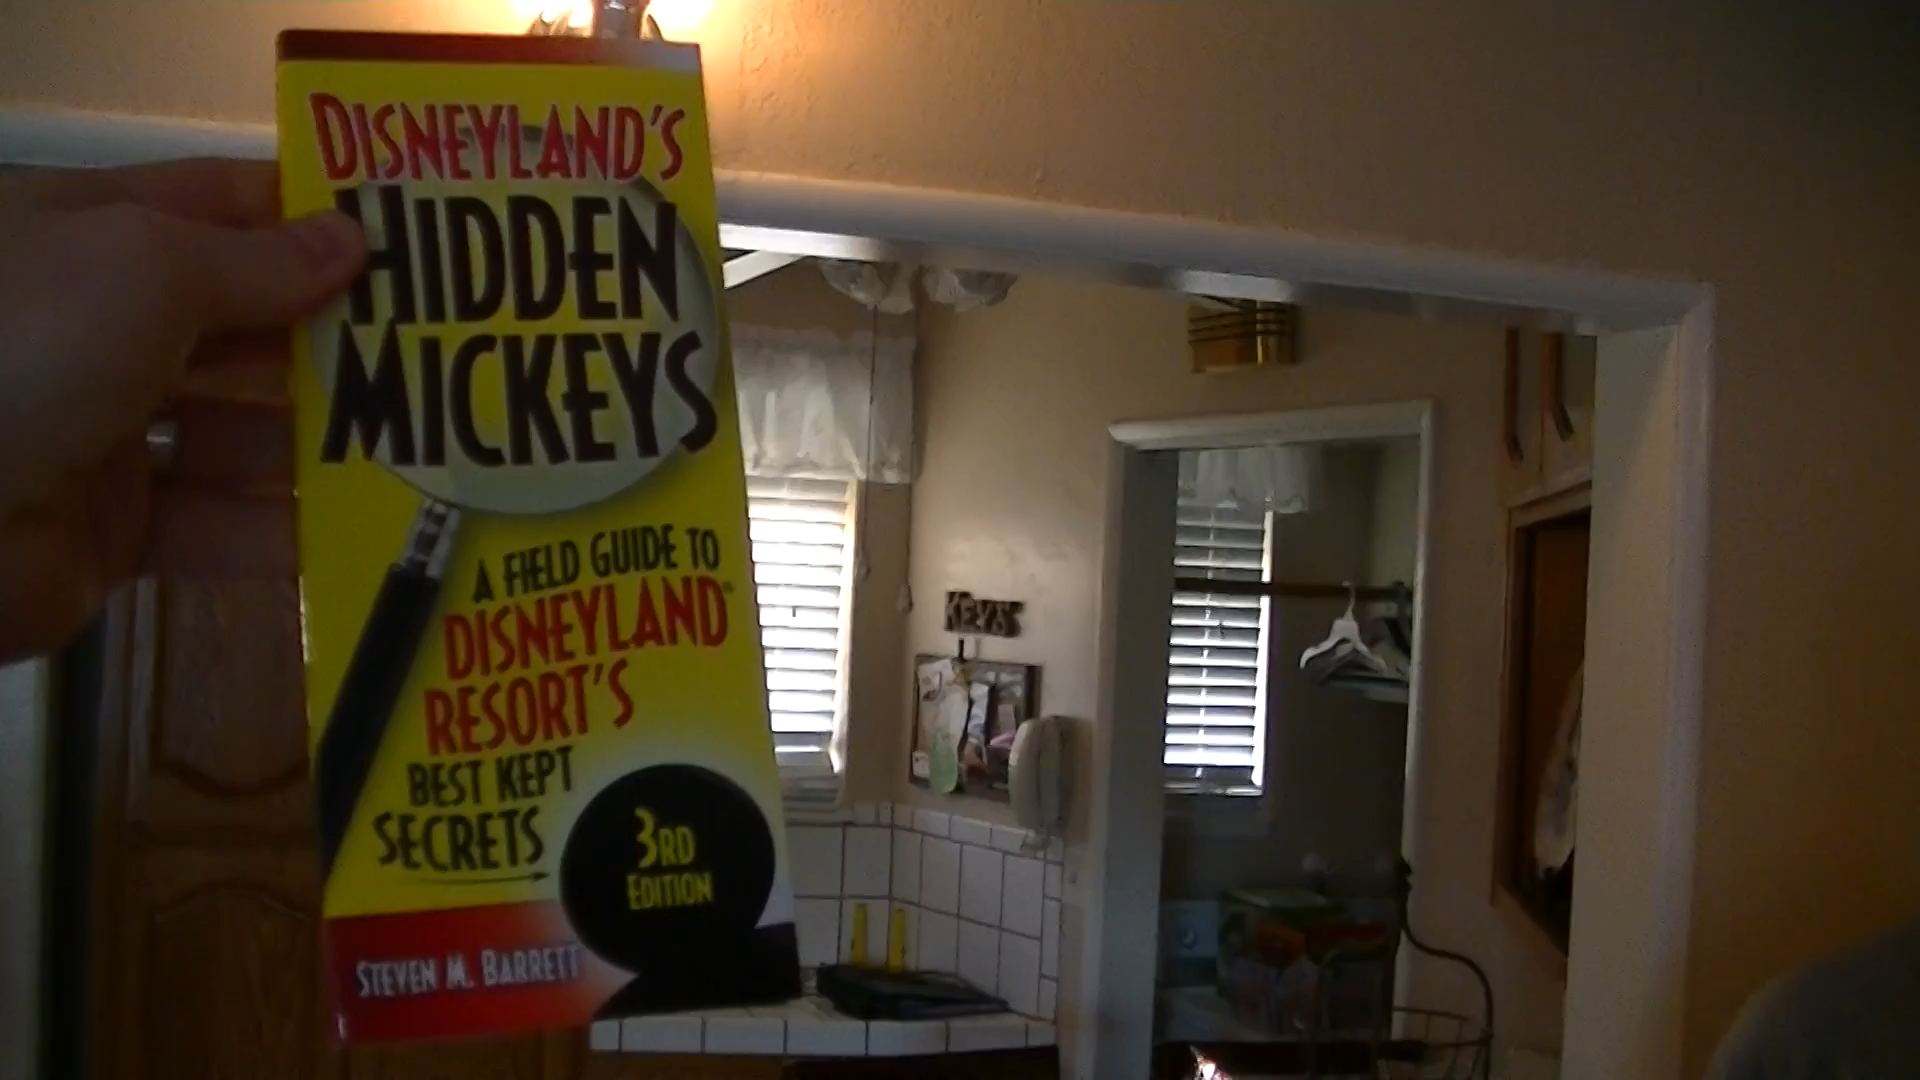 DISNEYLAND'S
HIDDEN
MICKEYS
A FIELD GUIDE TO
DISNEYLAND®
RESORT'S
BEST KEPT
SECRETS
3RD
EDITION
STEVEN M. BARRETT
KEYS